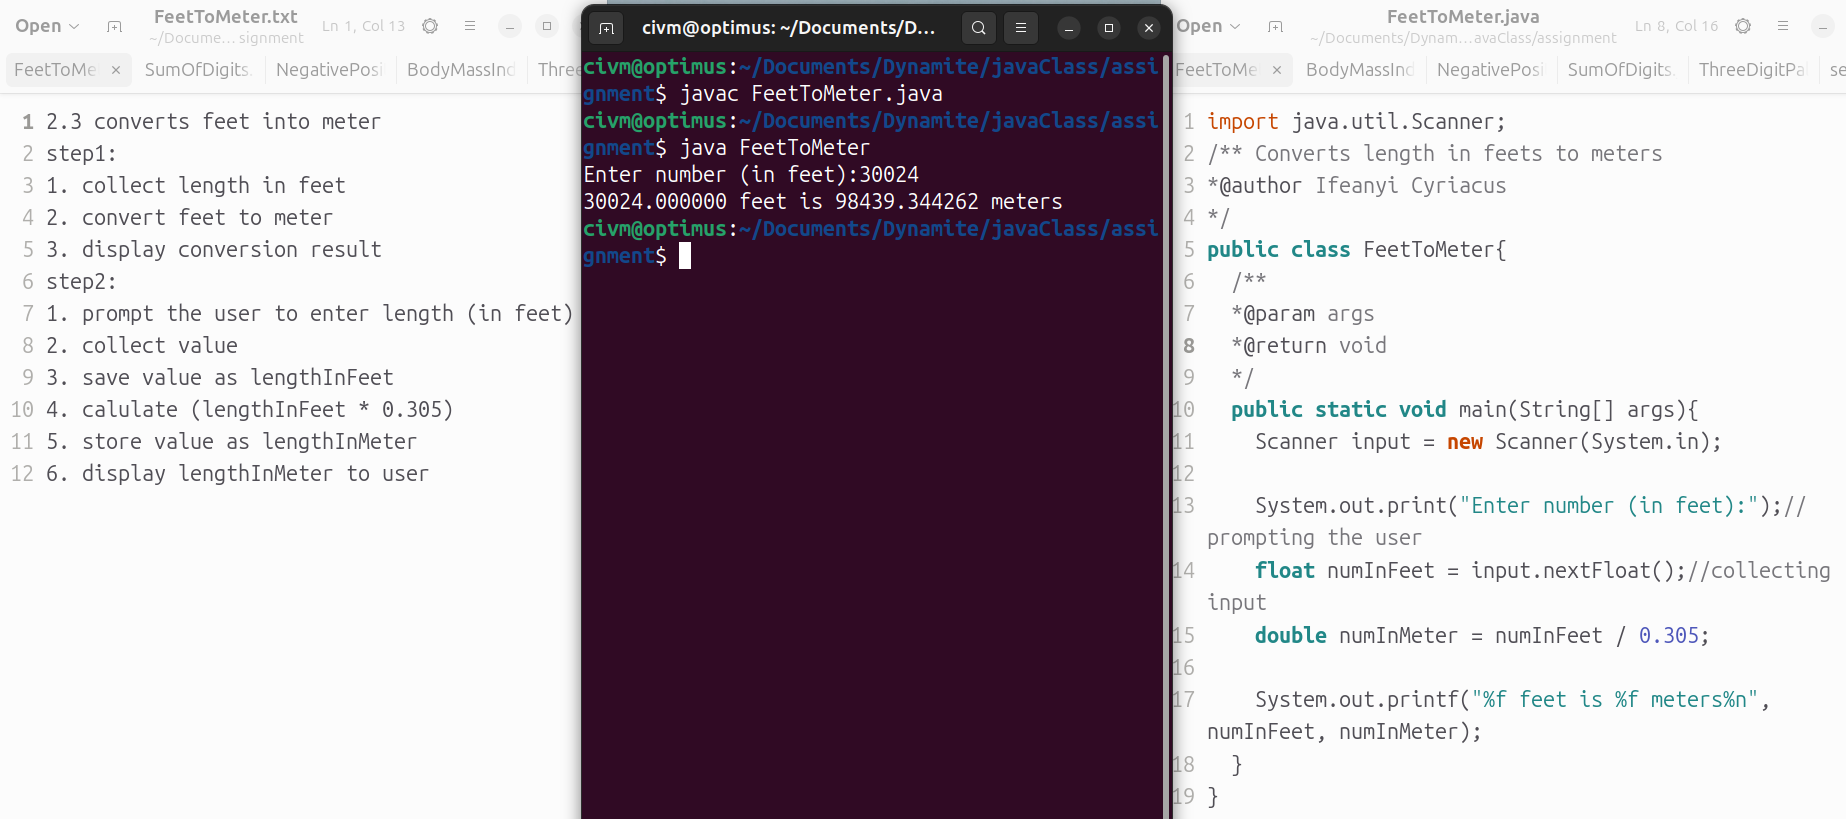 Open
FeetToMeter.txt
~/Docume… signment
Ln 1, Col 13
FeetToMe
SumOfDigits.
NegativePosi
BodyMassInd
Three
1 2.3 converts feet into meter
2 step1:
3 1. collect length in feet
4 2. convert feet to meter
5 3. display conversion result
6 step2:
7 1. prompt the user to enter length (in feet)
8 2. collect value
9 3. save value as lengthInFeet
10 4. calulate (lengthInFeet * 0.305)
11 5. store value as lengthInMeter
12 6. display lengthInMeter to user
civm@optimus: ~/Documents/D…
civm@optimus:~/Documents/Dynamite/javaClass/assi
gnment$ javac FeetToMeter.java
civm@optimus:~/Documents/Dynamite/javaClass/assi
gnment$ java FeetToMeter
Enter number (in feet):30024
30024.000000 feet is 98439.344262 meters
civm@optimus:~/Documents/Dynamite/javaClass/assi
gnment$
Open
FeetToMeter.java
~/Documents/Dynam…avaClass/assignment
Ln 8, Col 16
FeetToMe
BodyMassInd
NegativePosi
SumOfDigits.
ThreeDigitPa
se
1 import java.util.Scanner;
2 /** Converts length in feets to meters
3 *@author Ifeanyi Cyriacus
4 */
5 public class FeetToMeter{
6 /**
7 *@param args
8 *@return void
9 */
10 public static void main(String[] args){
11 Scanner input = new Scanner(System.in);
12
13 System.out.print("Enter number (in feet):");//
prompting the user
14 float numInFeet = input.nextFloat();//collecting
input
15 double numInMeter = numInFeet / 0.305;
16
17 System.out.printf("%f feet is %f meters%n",
numInFeet, numInMeter);
18 }
19 }